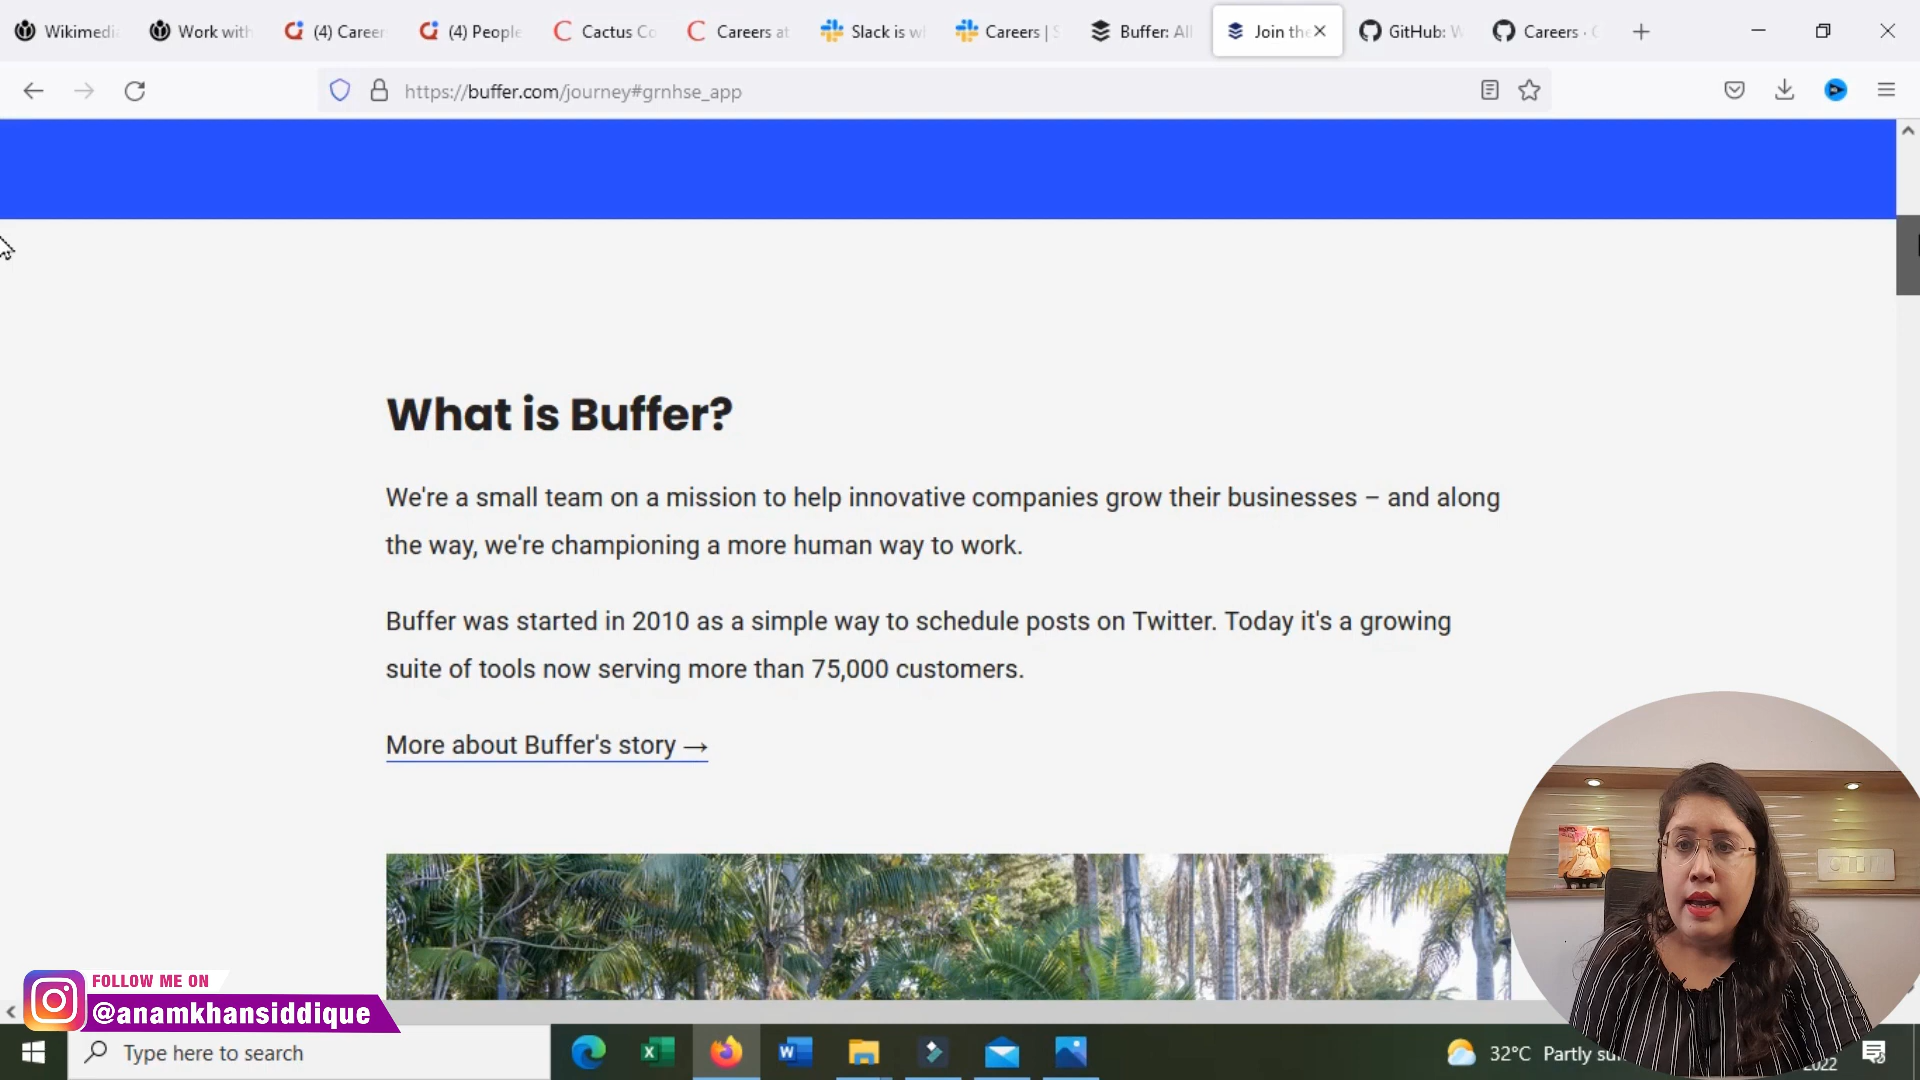 Wikimedi
Work with
(4) Career
(4) People
Cactus Co
Careers at
Slack is w
Careers | S
Buffer: All
Join the
GitHub: W
Careers ·
https://buffer.com/journey#grnhse_app
What is Buffer?
We're a small team on a mission to help innovative companies grow their businesses – and along
the way, we're championing a more human way to work.
Buffer was started in 2010 as a simple way to schedule posts on Twitter. Today it's a growing
suite of tools now serving more than 75,000 customers.
More about Buffer's story →
FOLLOW ME ON
@anamkhansiddique
Type here to search
32°C Partly su
2022